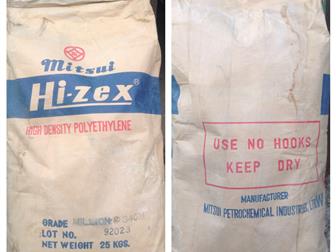 Mitsui
Hi-zex®
HIGH DENSITY POLYETHYLENE
GRADE MILLION
LOT NO. 92023
NET WEIGHT 25 KGS.
USE NO HOOKS
KEEP DRY
MANUFACTURER
MITSUI PETROCHEMICAL INDUSTRIES,